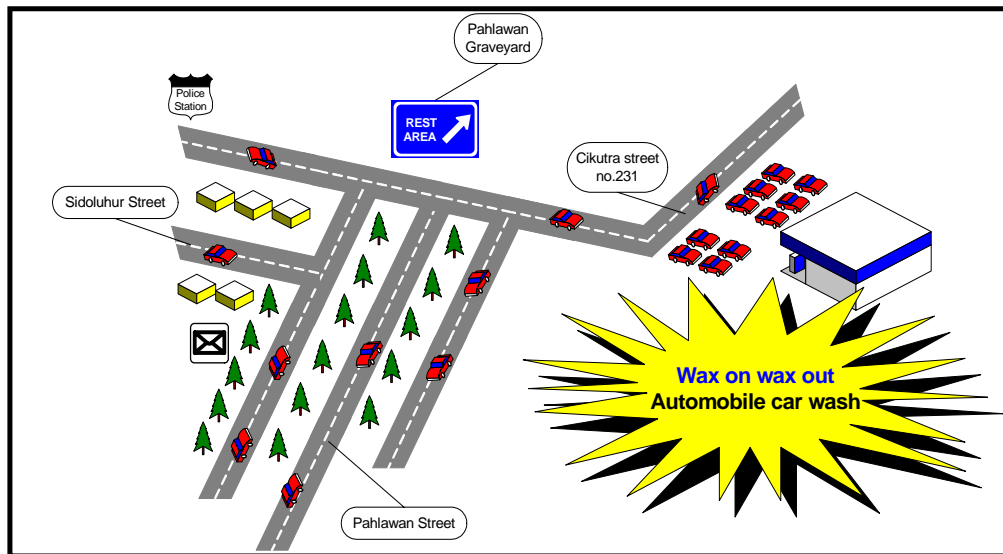 Pahlawan
Graveyard
Police
Station
REST
AREA
Cikutra street
no.231
Sidoluhur Street
Wax on wax out
Automobile car wash
Pahlawan Street